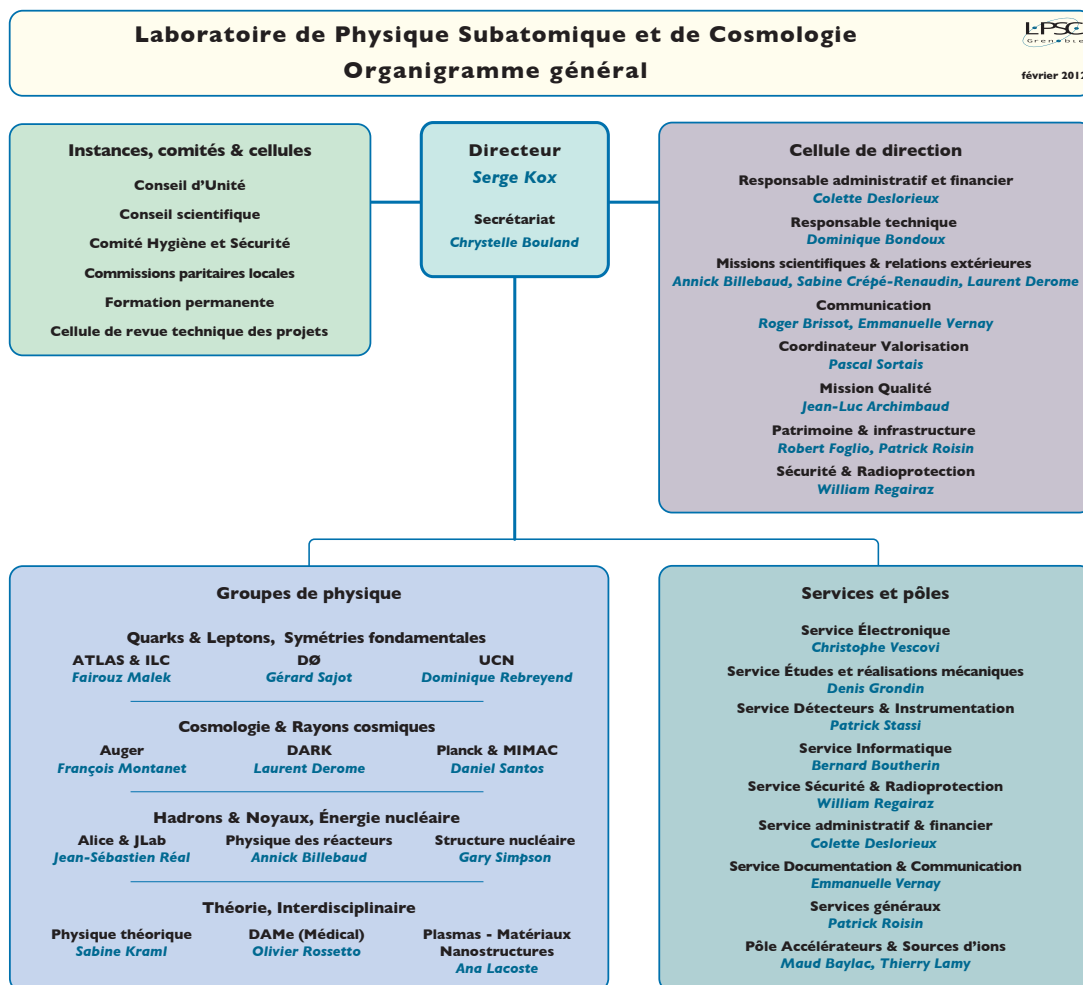 Laboratoire de Physique Subatomique et de Cosmologie
Organigramme général
LPSC
Grenoble
février 2012
Instances, comités & cellules
Conseil d'Unité
Conseil scientifique
Comité Hygiène et Sécurité
Commissions paritaires locales
Formation permanente
Cellule de revue technique des projets
Directeur
Serge Kox
Secrétariat
Chrystelle Bouland
Cellule de direction
Responsable administratif et financier
Colette Deslorieux
Responsable technique
Dominique Bondoux
Missions scientifiques & relations extérieures
Annick Billebaud, Sabine Crépé-Renaudin, Laurent Derome
Communication
Roger Brissot, Emmanuelle Vernay
Coordinateur Valorisation
Pascal Sortais
Mission Qualité
Jean-Luc Archimbaud
Patrimoine & infrastructure
Robert Foglio, Patrick Roisin
Sécurité & Radioprotection
William Regairaz
Groupes de physique
Quarks & Leptons, Symétries fondamentales
ATLAS & ILC DØ UCN
Fairouz Malek Gérard Sajot Dominique Rebreyend
Cosmologie & Rayons cosmiques
Auger DARK Planck & MIMAC
François Montanet Laurent Derome Daniel Santos
Hadrons & Noyaux, Énergie nucléaire
Alice & JLab Physique des réacteurs Structure nucléaire
Jean-Sébastien Réal Annick Billebaud Gary Simpson
Théorie, Interdisciplinaire
Physique théorique DAMe (Médical) Plasmas - Matériaux
Nanostructures
Sabine Kraml Olivier Rossetto Ana Lacoste
Services et pôles
Service Électronique
Christophe Vescovi
Service Études et réalisations mécaniques
Denis Grondin
Service Détecteurs & Instrumentation
Patrick Stassi
Service Informatique
Bernard Boutherin
Service Sécurité & Radioprotection
William Regairaz
Service administratif & financier
Colette Deslorieux
Service Documentation & Communication
Emmanuelle Vernay
Services généraux
Patrick Roisin
Pôle Accélérateurs & Sources d'ions
Maud Baylac, Thierry Lamy